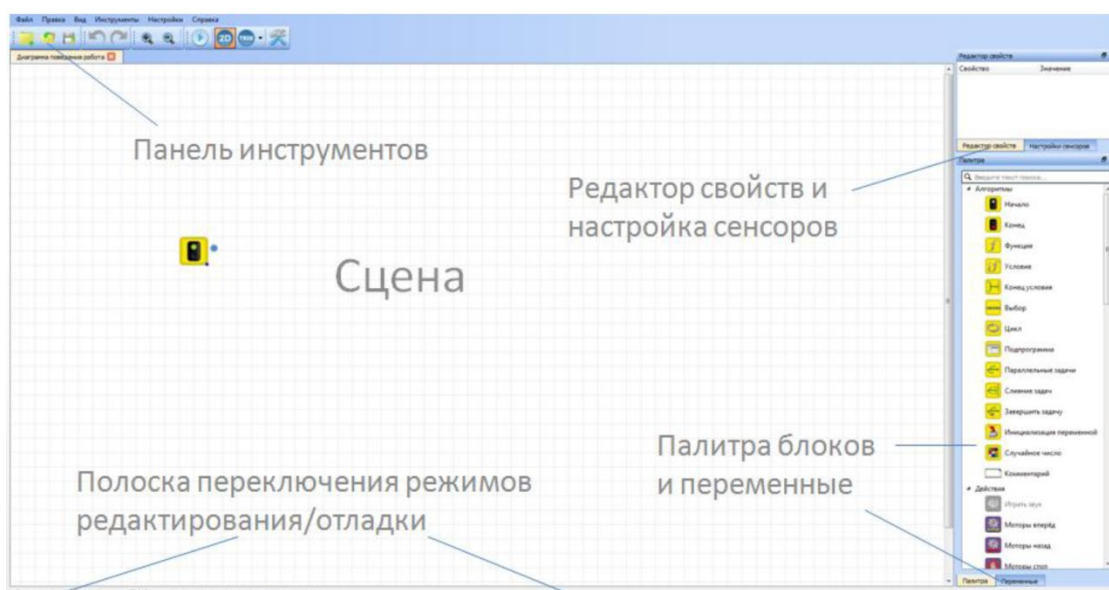 Файл Правка Вид Инструменты Настройки Справка
2D TRIK
Диаграмма поведения робота
Редактор свойств
Свойство Значение
Панель инструментов
Редактор свойств Настройки сенсоров
Палитра
Введите текст поиска...
Редактор свойств и
настройка сенсоров
Алгоритмы
Начало
Конец
Функция
Условие
Сцена
Конец условия
Выбор
Цикл
Подпрограмма
Параллельные задачи
Слияние задач
Завершить задачу
Инициализация переменной
Палитра блоков
и переменные
Случайное число
Комментарий
Полоска переключения режимов
редактирования/отладки
Действия
Играть звук
Моторы вперёд
Моторы назад
Моторы стоп
Палитра Переменные